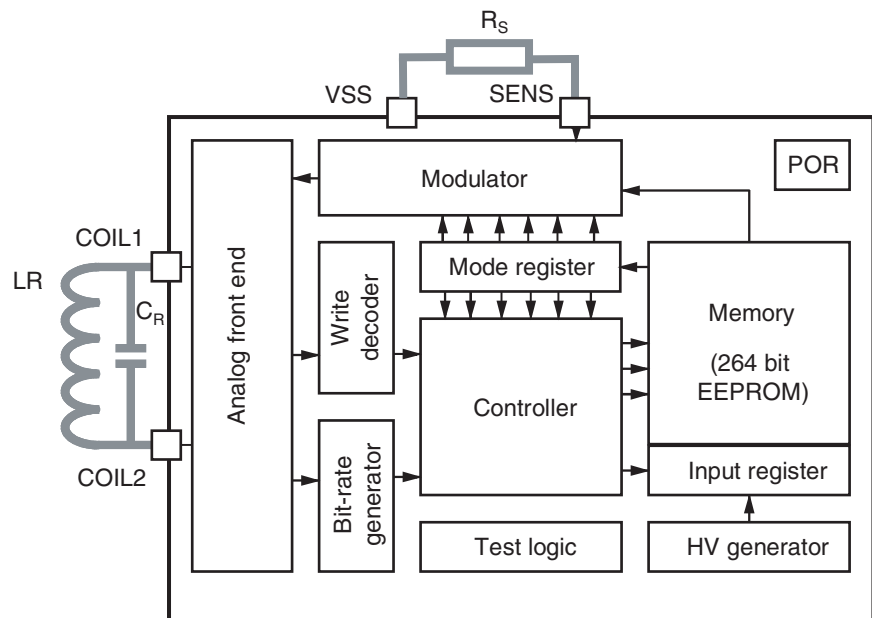 R_S
VSS
SENS
Modulator
POR
COIL1
LR
C_R
Analog front end
Write
decoder
Mode register
Memory
(264 bit
EEPROM)
Controller
COIL2
Bit-rate
generator
Input register
Test logic
HV generator